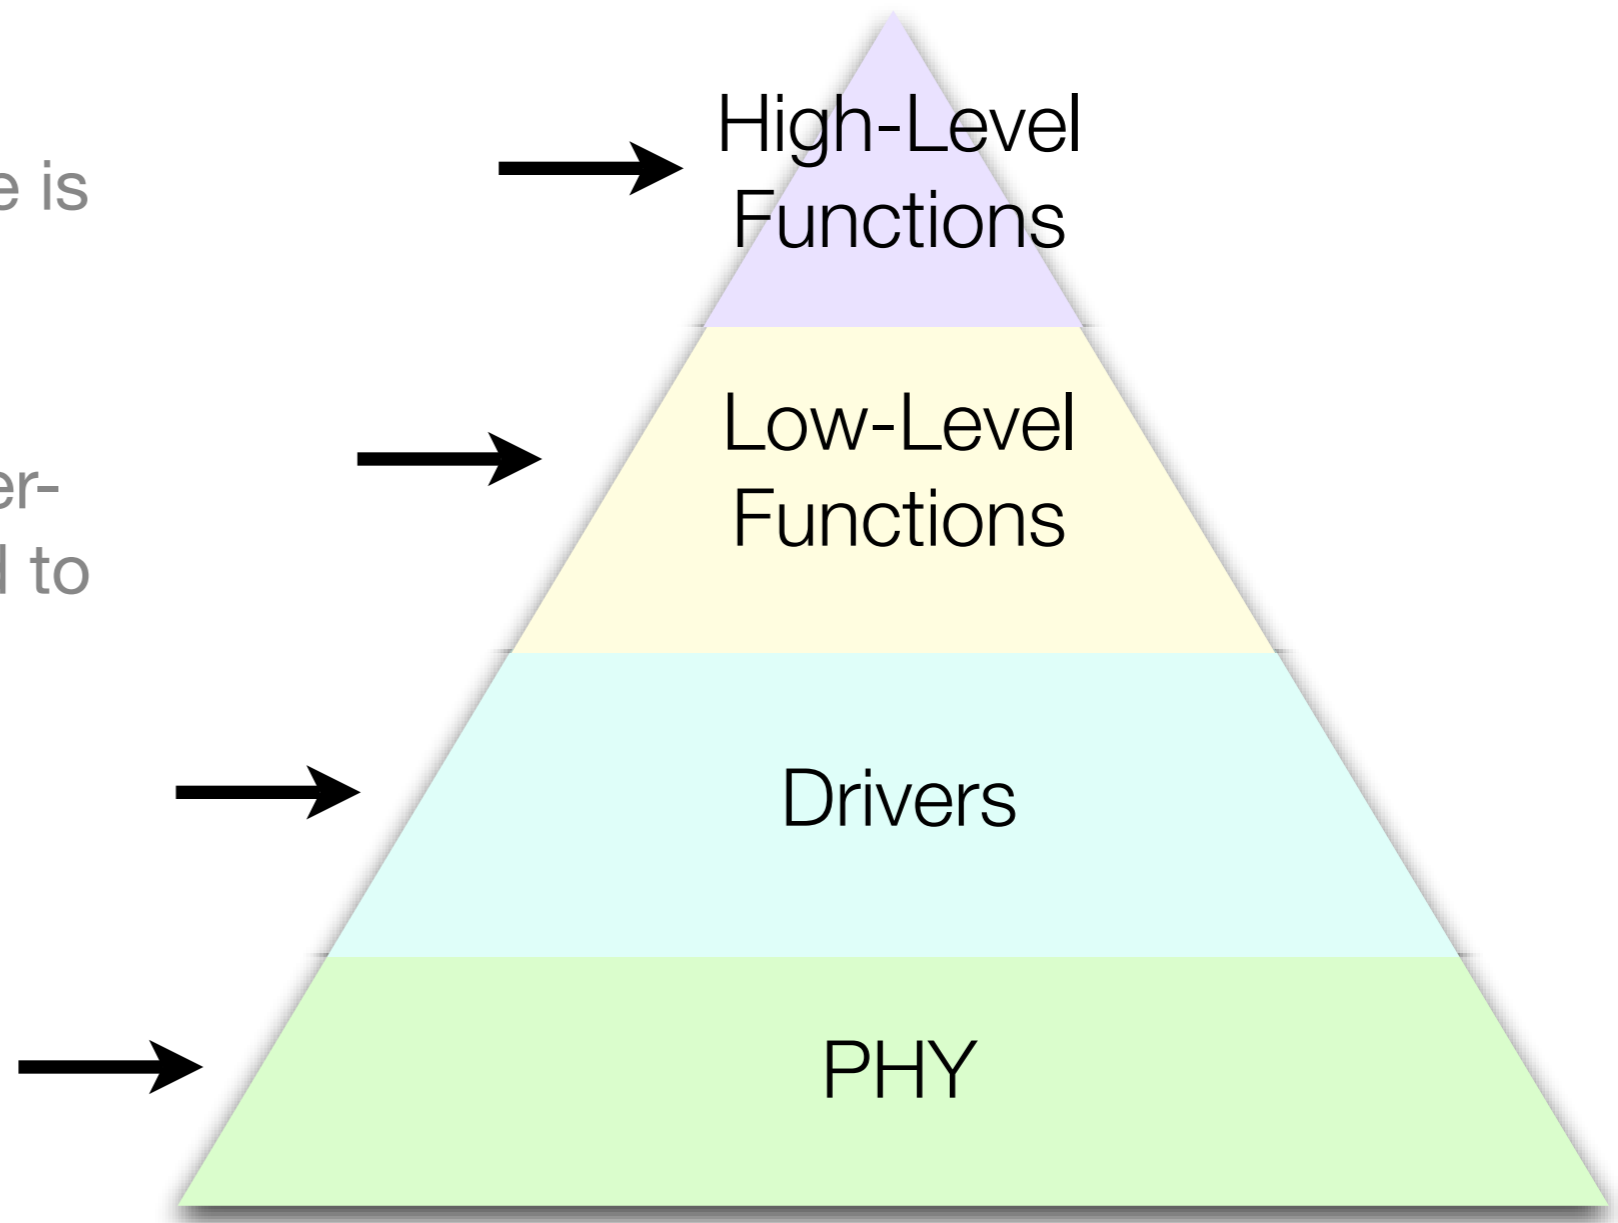 High-Level
e is
Functions
Low-Level
er-
Functions
to
Drivers
PHY